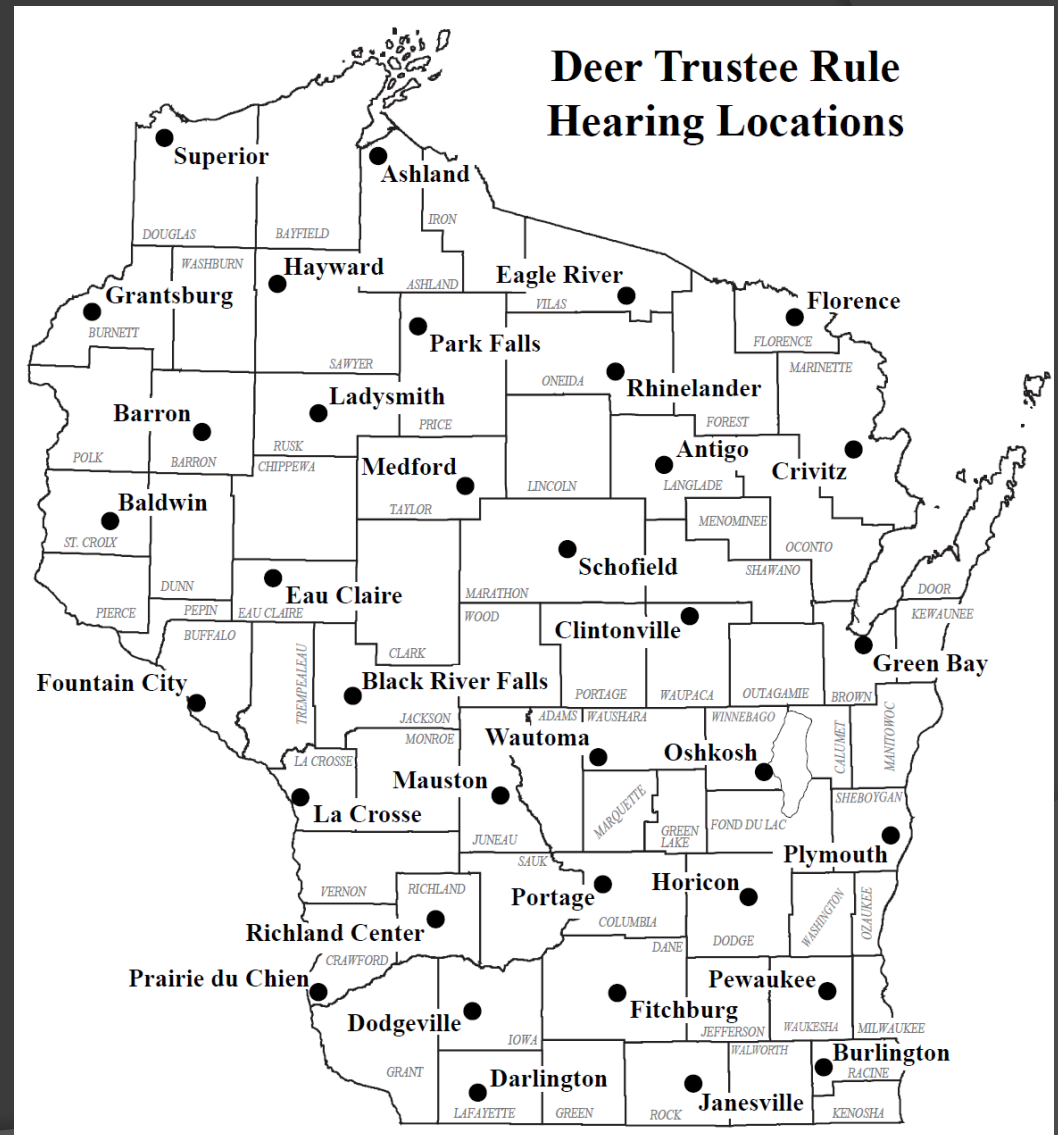 Deer Trustee Rule
Hearing Locations
Superior
Ashland
IRON
DOUGLAS
BAYFIELD
WASHBURN
Hayward
Eagle River
ASHLAND
Grantsburg
VILAS
Florence
BURNETT
Park Falls
FLORENCE
SAWYER
MARINETTE
ONEIDA
Rhinelander
Ladysmith
Barron
PRICE
FOREST
RUSK
Antigo
POLK
BARRON
CHIPPEWA
Medford
Crivitz
LINCOLN
LANGLADE
Baldwin
TAYLOR
MENOMINEE
ST. CROIX
OCONTO
Schofield
SHAWANO
DUNN
Eau Claire
MARATHON
DOOR
PIERCE
PEPIN
EAU CLAIRE
WOOD
KEWAUNEE
BUFFALO
Clintonville
CLARK
Green Bay
TREMPEALEAU
Fountain City
Black River Falls
PORTAGE
WAUPACA
OUTAGAMIE
BROWN
JACKSON
ADAMS
WAUSHARA
WINNEBAGO
MONROE
Wautoma
CALUMET
MANITOWOC
LA CROSSE
Oshkosh
Mauston
SHEBOYGAN
La Crosse
MARQUETTE
FOND DU LAC
JUNEAU
GREEN
LAKE
Plymouth
SAUK
VERNON
RICHLAND
Portage
Horicon
COLUMBIA
WASHINGTON
OZAUKEE
Richland Center
DANE
DODGE
CRAWFORD
Prairie du Chien
Pewaukee
Fitchburg
Dodgeville
JEFFERSON
WAUKESHA
MILWAUKEE
IOWA
WALWORTH
Burlington
GRANT
RACINE
Darlington
Janesville
LAFAYETTE
GREEN
ROCK
KENOSHA